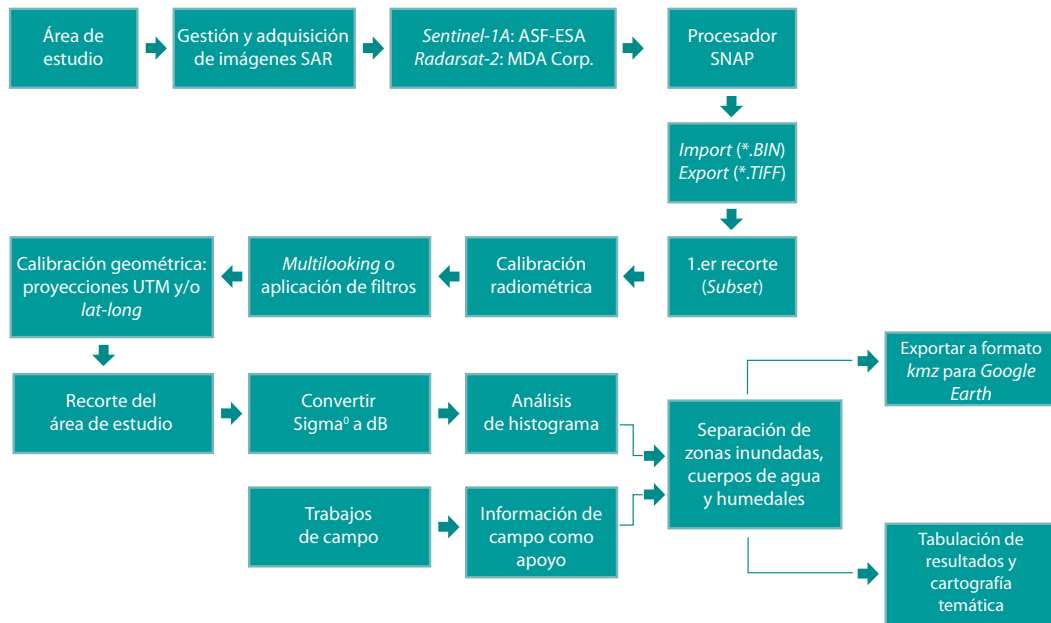 Área de
estudio
Gestión y adquisición
de imágenes SAR
Sentinel-1A: ASF-ESA
Radarsat-2: MDA Corp.
Procesador
SNAP
Import (*.BIN)
Export (*.TIFF)
1.er recorte
(Subset)
Calibración
radiométrica
Multilooking o
aplicación de filtros
Calibración geométrica:
proyecciones UTM y/o
lat-long
Recorte del
área de estudio
Convertir
Sigma⁰ a dB
Análisis
de histograma
Trabajos
de campo
Información de
campo como
apoyo
Separación de
zonas inundadas,
cuerpos de agua
y humedales
Exportar a formato
kmz para Google
Earth
Tabulación de
resultados y
cartografía
temática